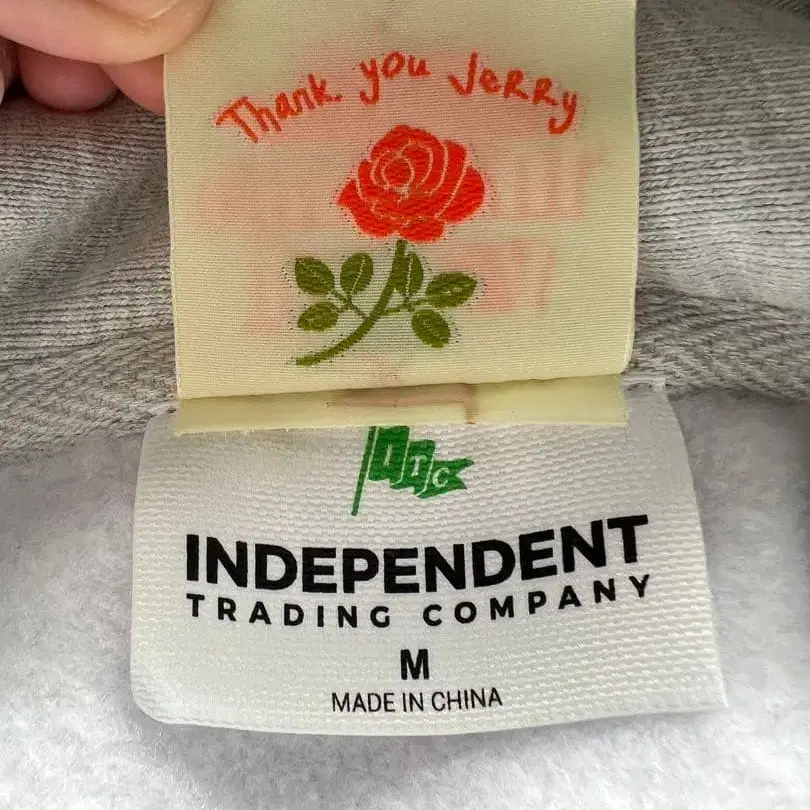 Thank you Jerry
ITC
INDEPENDENT
TRADING COMPANY
M
MADE IN CHINA